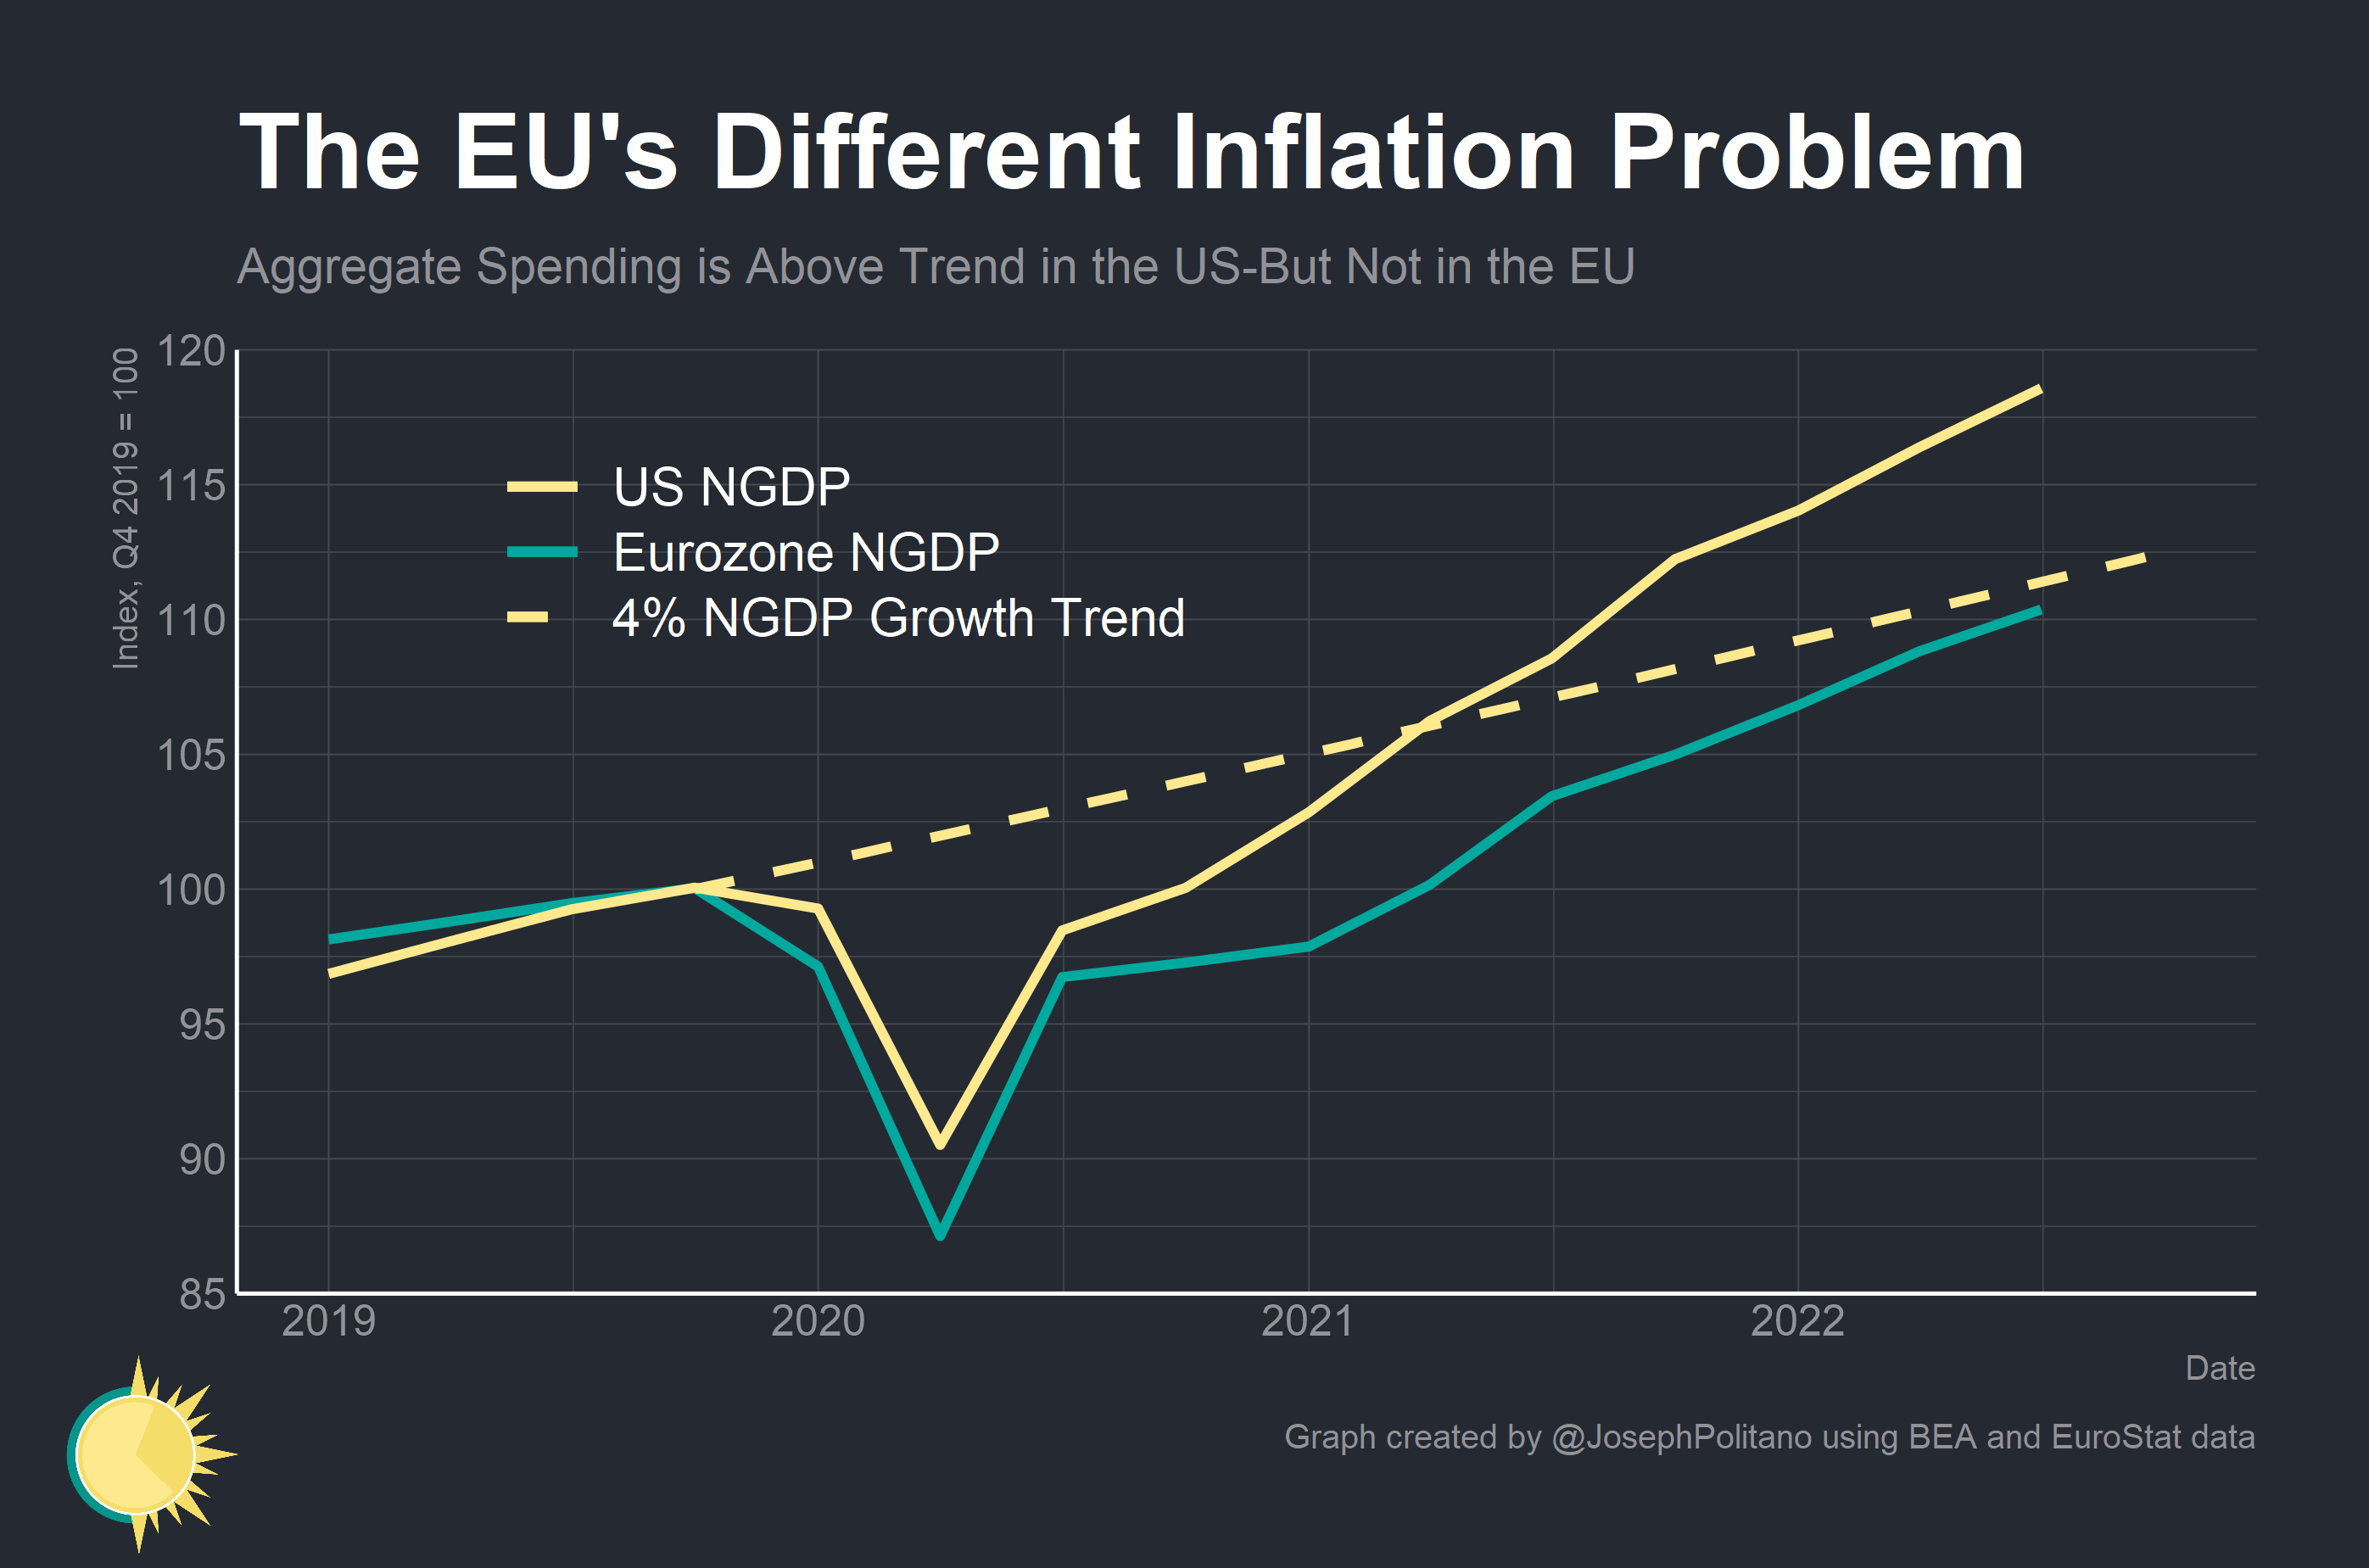 The EU's Different Inflation Problem
Aggregate Spending is Above Trend in the US-But Not in the EU
Index, Q4 2019 = 100
120
115
110
105
100
95
90
85
US NGDP
Eurozone NGDP
4% NGDP Growth Trend
2019 2020 2021 2022
Date
Graph created by @JosephPolitano using BEA and EuroStat data